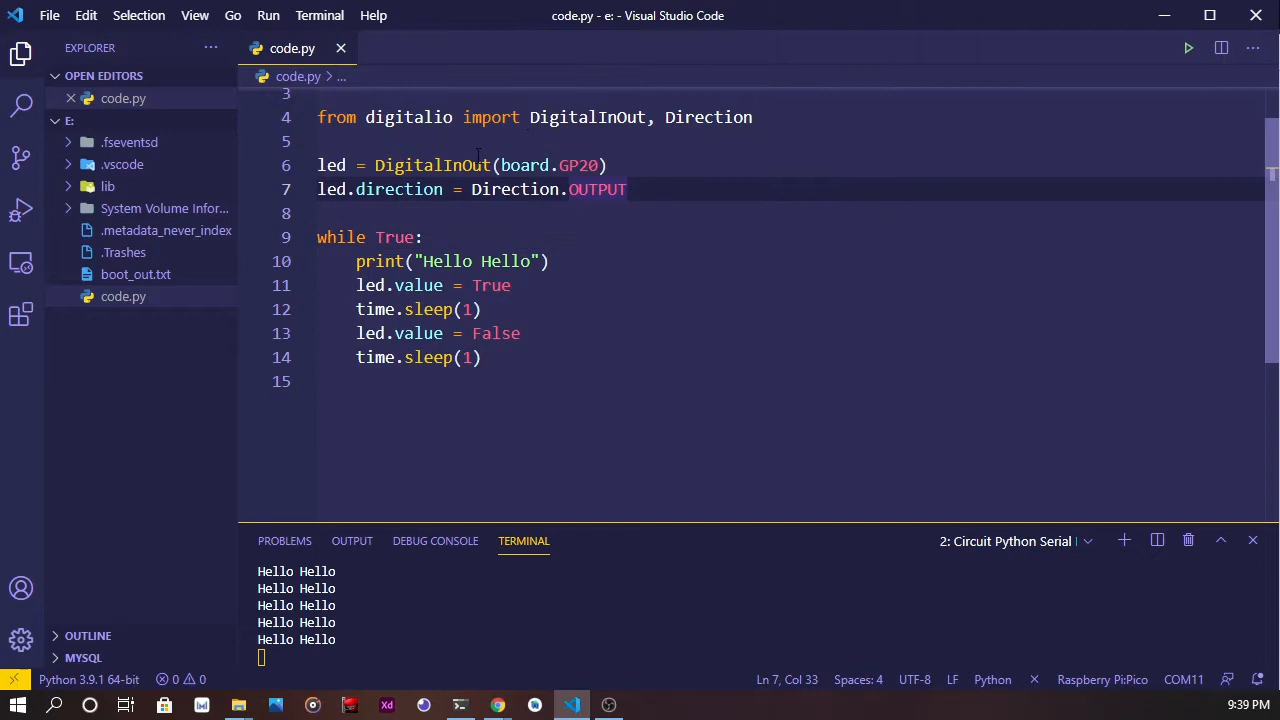 File Edit Selection View Go Run Terminal Help code.py - e: - Visual Studio Code
EXPLORER ···
code.py
OPEN EDITORS
code.py
code.py > ...
E:
.fseventsd
.vscode
lib
System Volume Infor...
.metadata_never_index
.Trashes
boot_out.txt
code.py
3
4 from digitalio import DigitalInOut, Direction
5
6 led = DigitalInOut(board.GP20)
7 led.direction = Direction.OUTPUT
8
9 while True:
10 print("Hello Hello")
11 led.value = True
12 time.sleep(1)
13 led.value = False
14 time.sleep(1)
15
PROBLEMS OUTPUT DEBUG CONSOLE TERMINAL 2: Circuit Python Serial
Hello Hello
Hello Hello
Hello Hello
Hello Hello
Hello Hello
OUTLINE
MYSQL
Python 3.9.1 64-bit 0 0 Ln 7, Col 33 Spaces: 4 UTF-8 LF Python Raspberry Pi:Pico COM11
Xd 9:39 PM